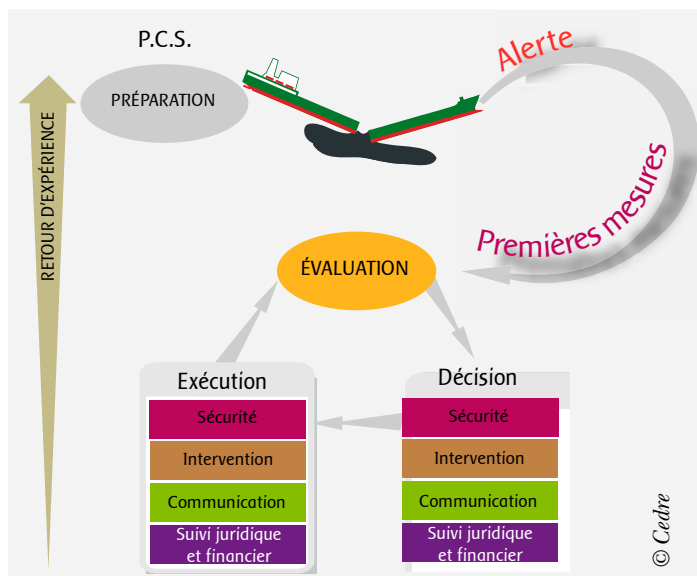 P.C.S.
PRÉPARATION
Alerte
Premières mesures
RETOUR D'EXPÉRIENCE
ÉVALUATION
Exécution
Sécurité
Intervention
Communication
Suivi juridique
et financier
Décision
Sécurité
Intervention
Communication
Suivi juridique
et financier
© Cedre